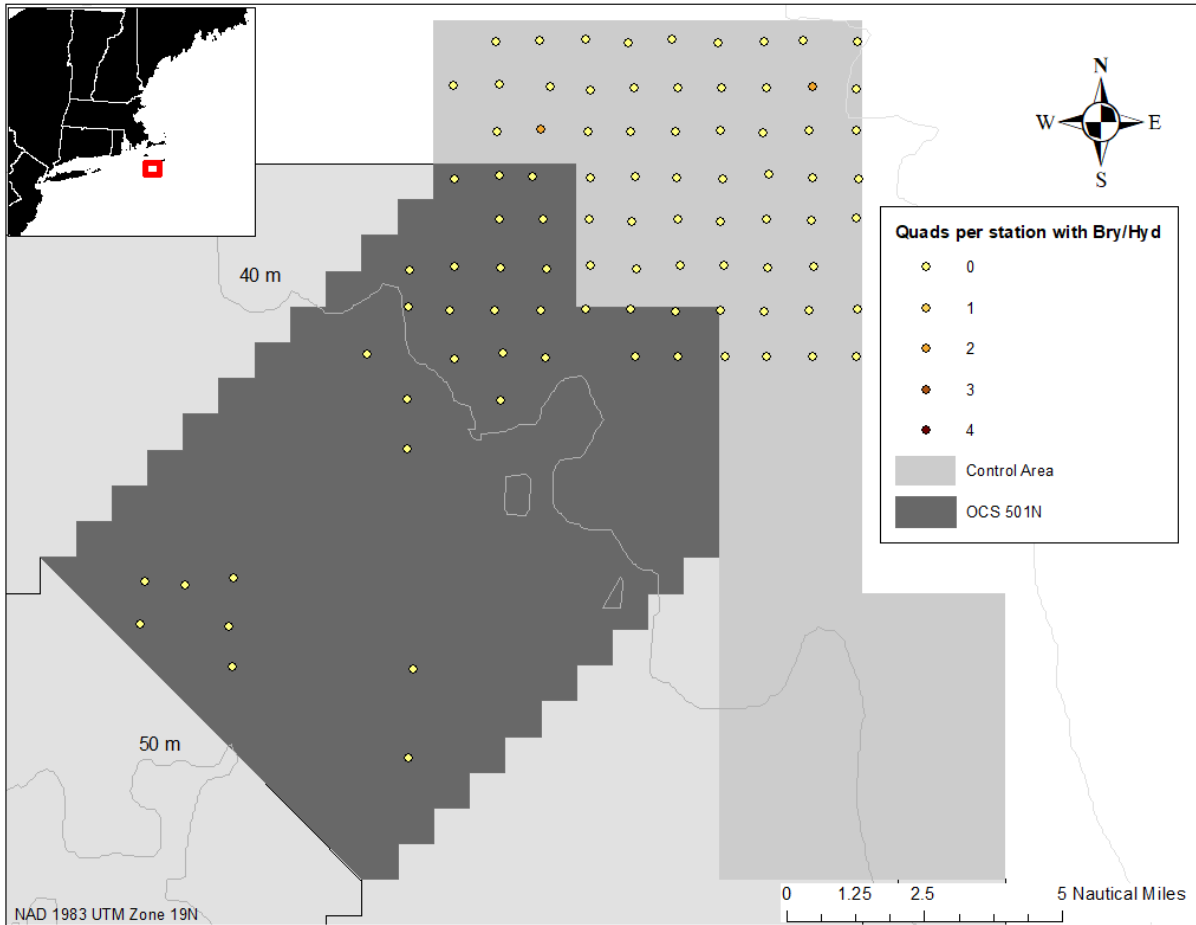 N
W E
S
Quads per station with Bry/Hyd
0
1
2
3
4
Control Area
OCS 501N
40 m
50 m
NAD 1983 UTM Zone 19N
0 1.25 2.5 5 Nautical Miles